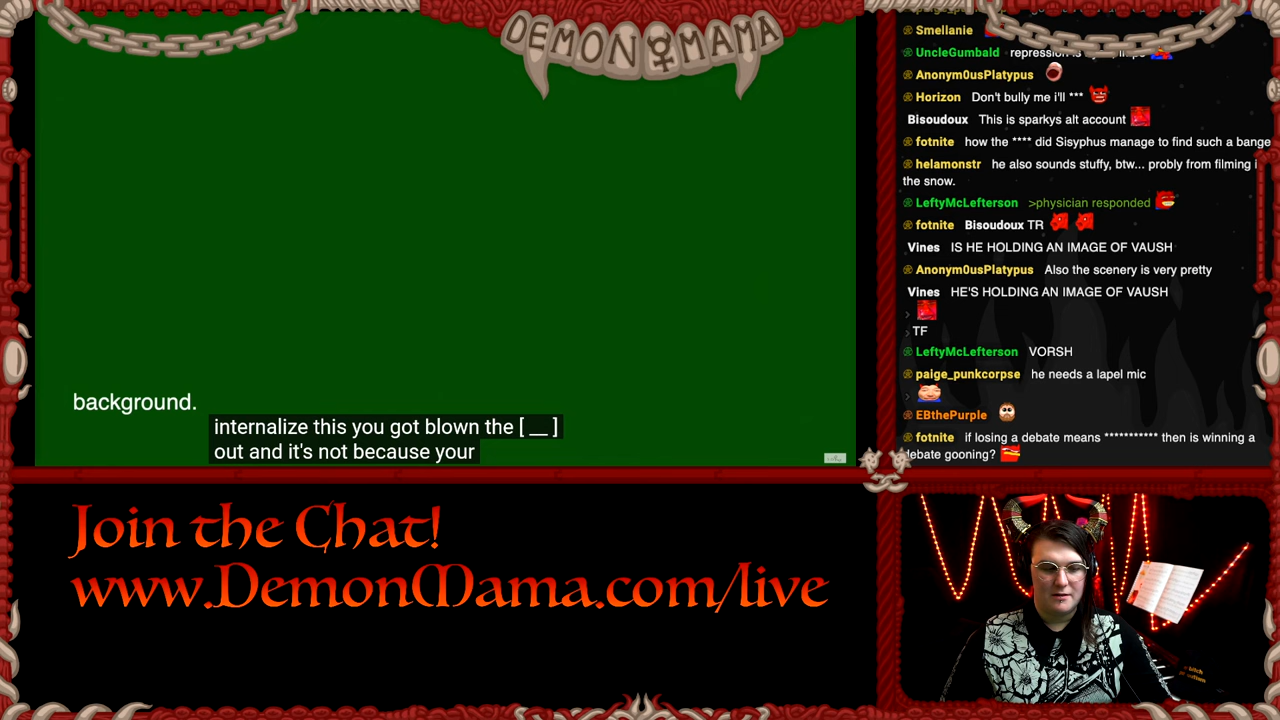 DEMON MAMA
Smellanie
UncleGumbald repression is
Anonym0usPlatypus
Horizon Don't bully me i'll ***
Bisoudoux This is sparkys alt account
fotnite how the **** did Sisyphus manage to find such a bange
helamonstr he also sounds stuffy, btw... probly from filming i
the snow.
LeftyMcLefterson >physician responded
fotnite Bisoudoux TR
Vines IS HE HOLDING AN IMAGE OF VAUSH
Anonym0usPlatypus Also the scenery is very pretty
Vines HE'S HOLDING AN IMAGE OF VAUSH
>
> TF
LeftyMcLefterson VORSH
paige_punkcorpse he needs a lapel mic
>
EBthePurple
fotnite if losing a debate means *********** then is winning a
debate gooning?
background.
internalize this you got blown the [ __ ]
out and it's not because your
Join the Chat!
www.DemonMama.com/live